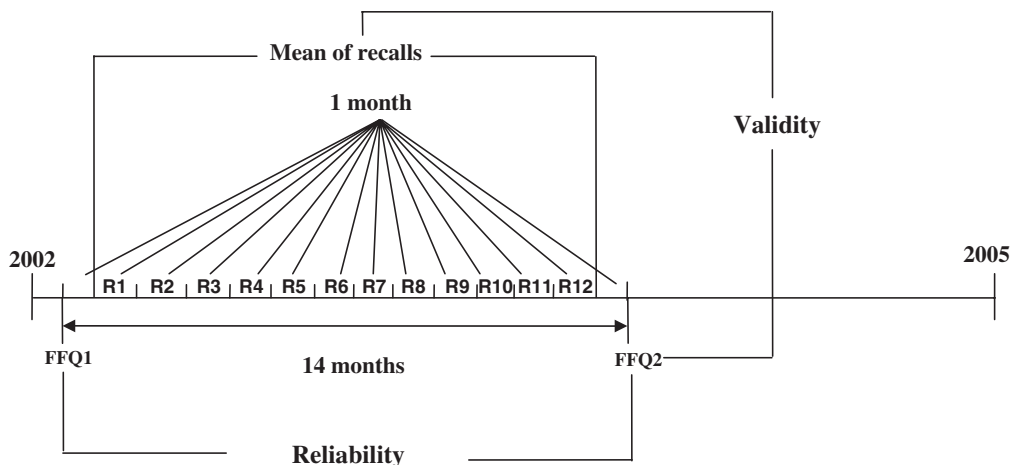 Mean of recalls
1 month
Validity
2002
2005
R1 R2 R3 R4 R5 R6 R7 R8 R9 R10 R11 R12
FFQ1
14 months
FFQ2
Reliability